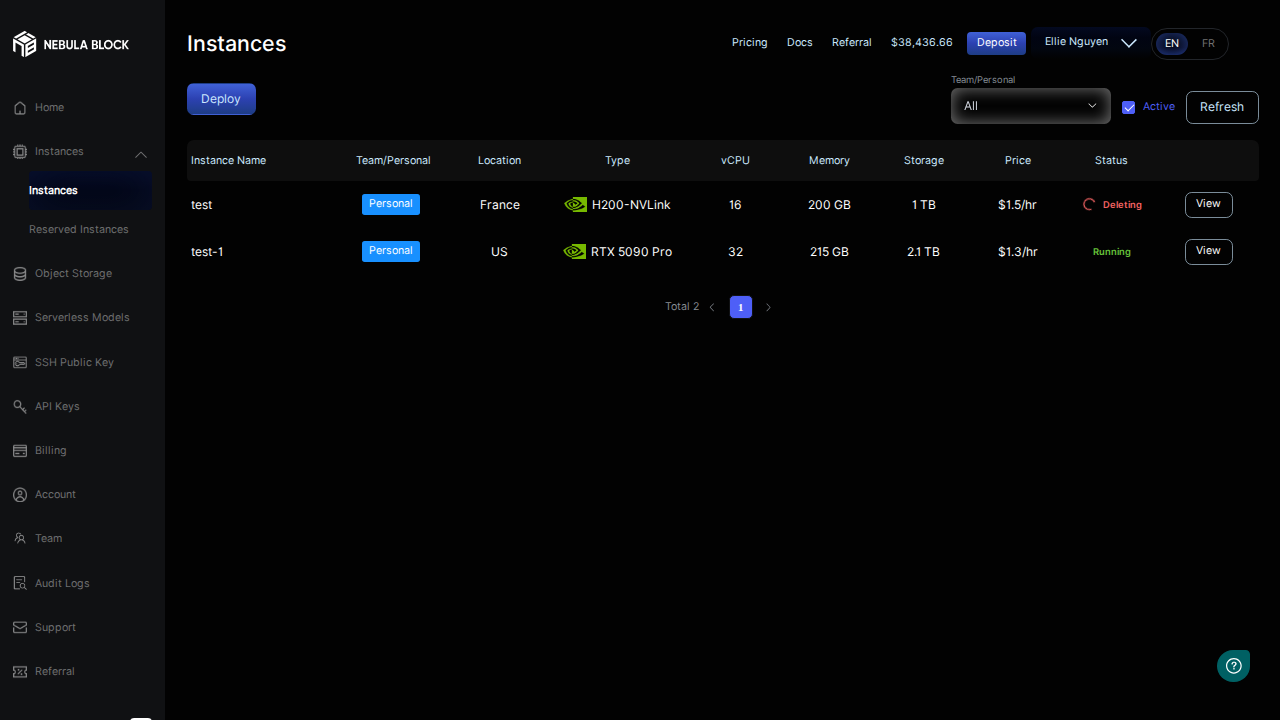 NEBULA BLOCK
Home
Instances
Instances
Reserved Instances
Object Storage
Serverless Models
SSH Public Key
API Keys
Billing
Account
Team
Audit Logs
Support
Referral
Instances
Pricing Docs Referral $38,436.66 Deposit Ellie Nguyen EN FR
Deploy
Team/Personal
All Active Refresh
Instance Name Team/Personal Location Type vCPU Memory Storage Price Status
test Personal France H200-NVLink 16 200 GB 1 TB $1.5/hr Deleting View
test-1 Personal US RTX 5090 Pro 32 215 GB 2.1 TB $1.3/hr Running View
Total 2 1